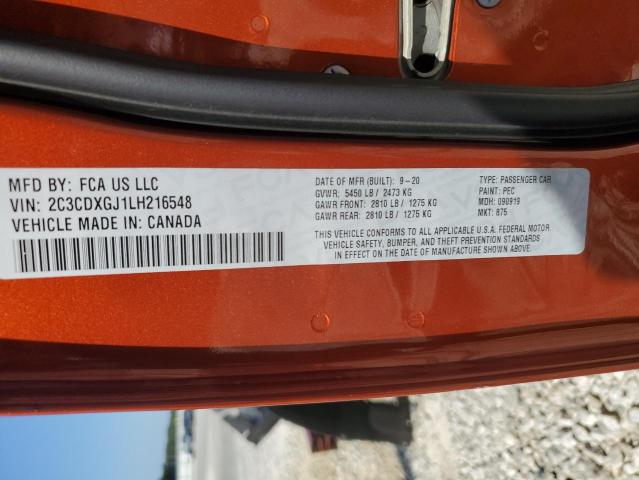 MFD BY: FCA US LLC
VIN: 2C3CDXGJ1LH216548
VEHICLE MADE IN CANADA
DATE OF MFR (BUILT): 9-20
GVWR: 5450 LB / 2473 KG
GAWR FRONT: 2810 LB / 1275 KG
GAWR REAR: 2810 LB / 1275 KG
TYPE: PASSENGER CAR
PAINT: PEC
MDH: 090919
MKT: 875
THIS VEHICLE CONFORMS TO ALL APPLICABLE U.S.A. FEDERAL MOTOR
VEHICLE SAFETY, BUMPER, AND THEFT PREVENTION STANDARDS
IN EFFECT ON THE DATE OF MANUFACTURE SHOWN ABOVE.